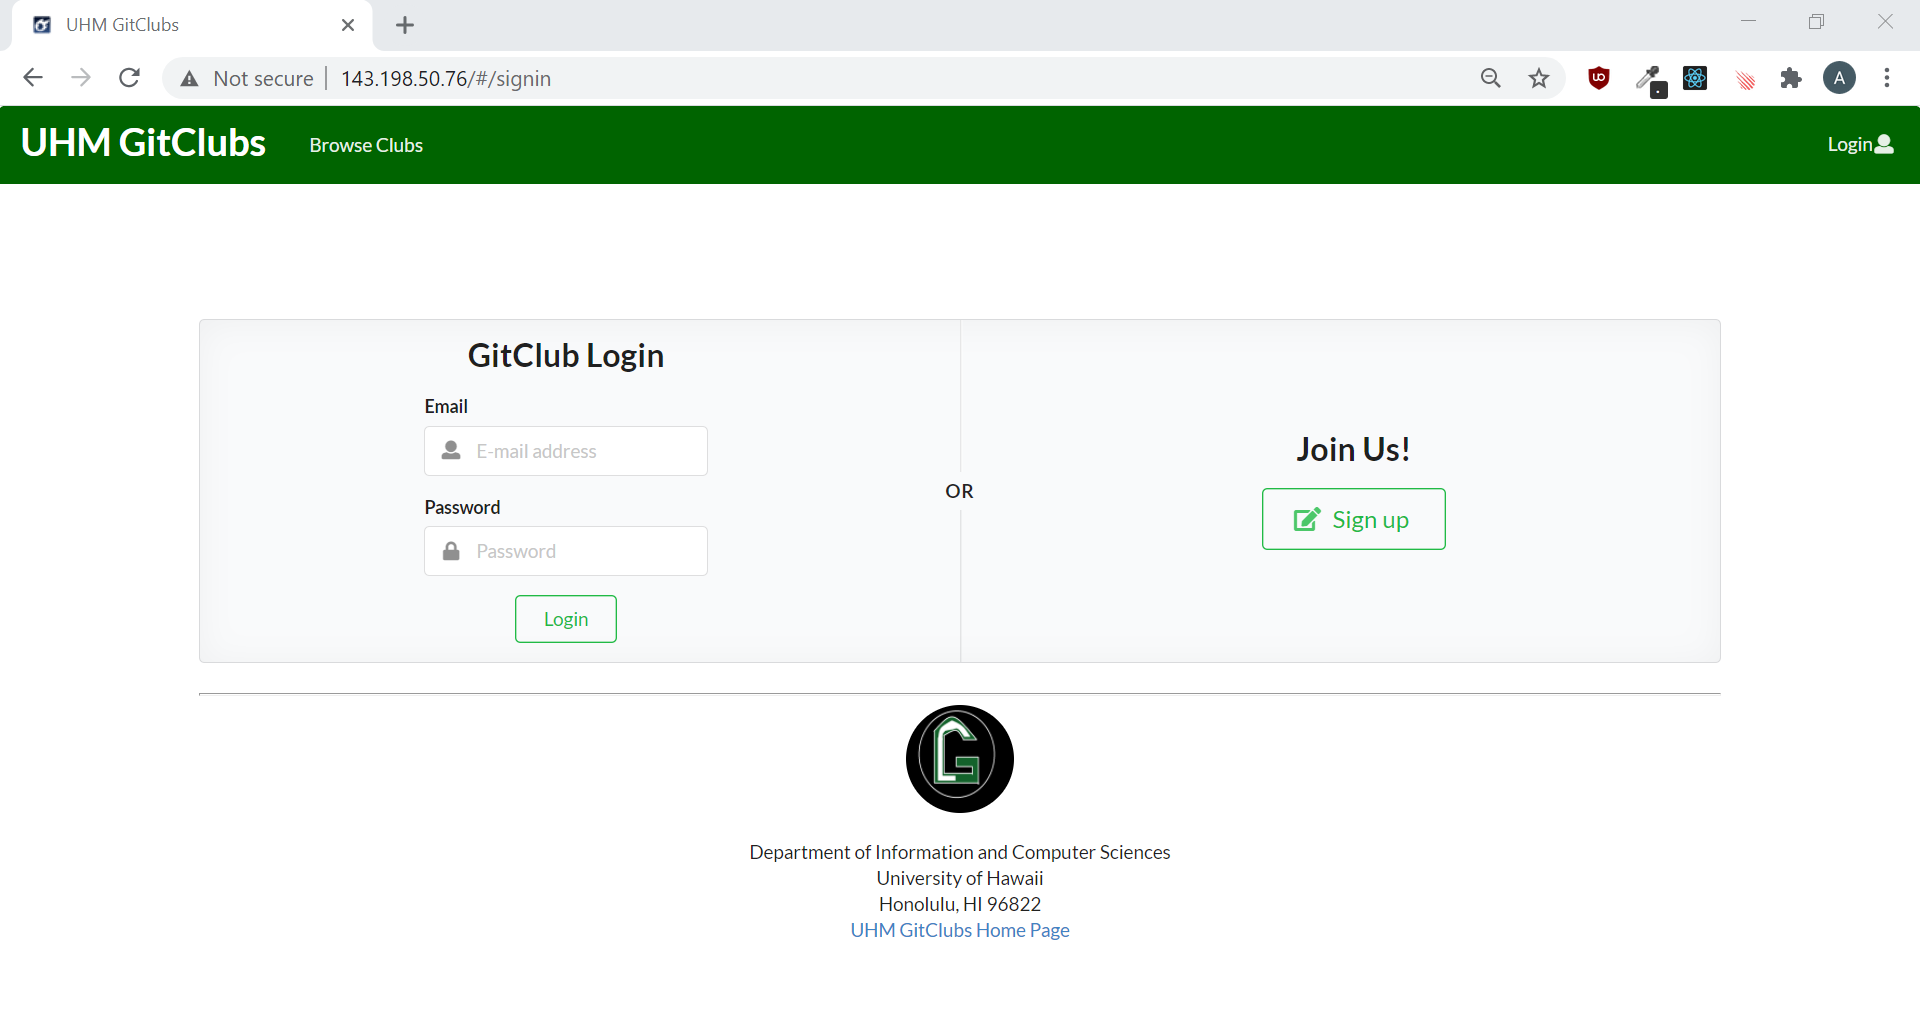 UHM GitClubs
Not secure
143.198.50.76/#/signin
A
UHM GitClubs
Browse Clubs
Login
GitClub Login
Email
E-mail address
Password
Password
Login
OR
Join Us!
Sign up
G
Department of Information and Computer Sciences
University of Hawaii
Honolulu, HI 96822
UHM GitClubs Home Page